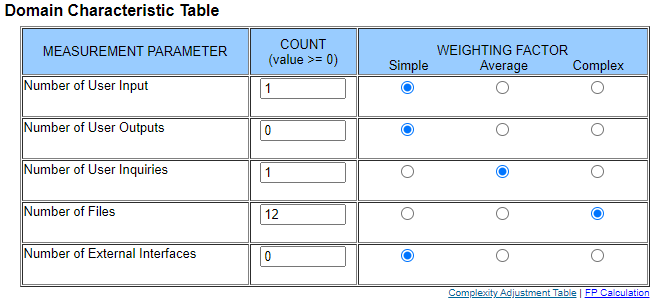 Domain Characteristic Table
MEASUREMENT PARAMETER
COUNT
(value >= 0)
WEIGHTING FACTOR
Simple Average Complex
Number of User Input 1
Number of User Outputs 0
Number of User Inquiries 1
Number of Files 12
Number of External Interfaces 0
Complexity Adjustment Table | FP Calculation